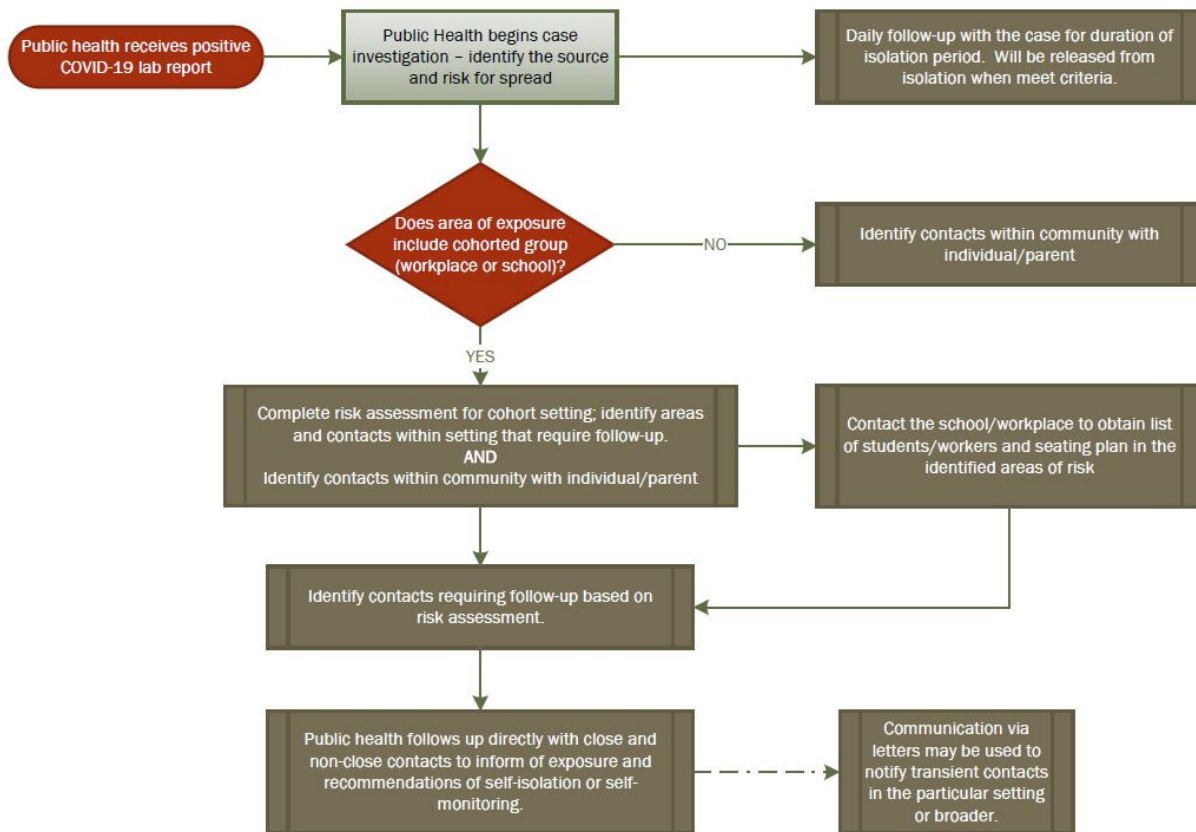 Public health receives positive
COVID-19 lab report
Public Health begins case
investigation – identify the source
and risk for spread
Daily follow-up with the case for duration of
isolation period.  Will be released from
isolation when meet criteria.
Does area of exposure
include cohorted group
(workplace or school)?
NO
Identify contacts within community with
individual/parent
YES
Complete risk assessment for cohort setting; identify areas
and contacts within setting that require follow-up.
AND
Identify contacts within community with individual/parent
Contact the school/workplace to obtain list
of students/workers and seating plan in the
identified areas of risk
Identify contacts requiring follow-up based on
risk assessment.
Public health follows up directly with close and
non-close contacts to inform of exposure and
recommendations of self-isolation or self-
monitoring.
Communication via
letters may be used to
notify transient contacts
in the particular setting
or broader.